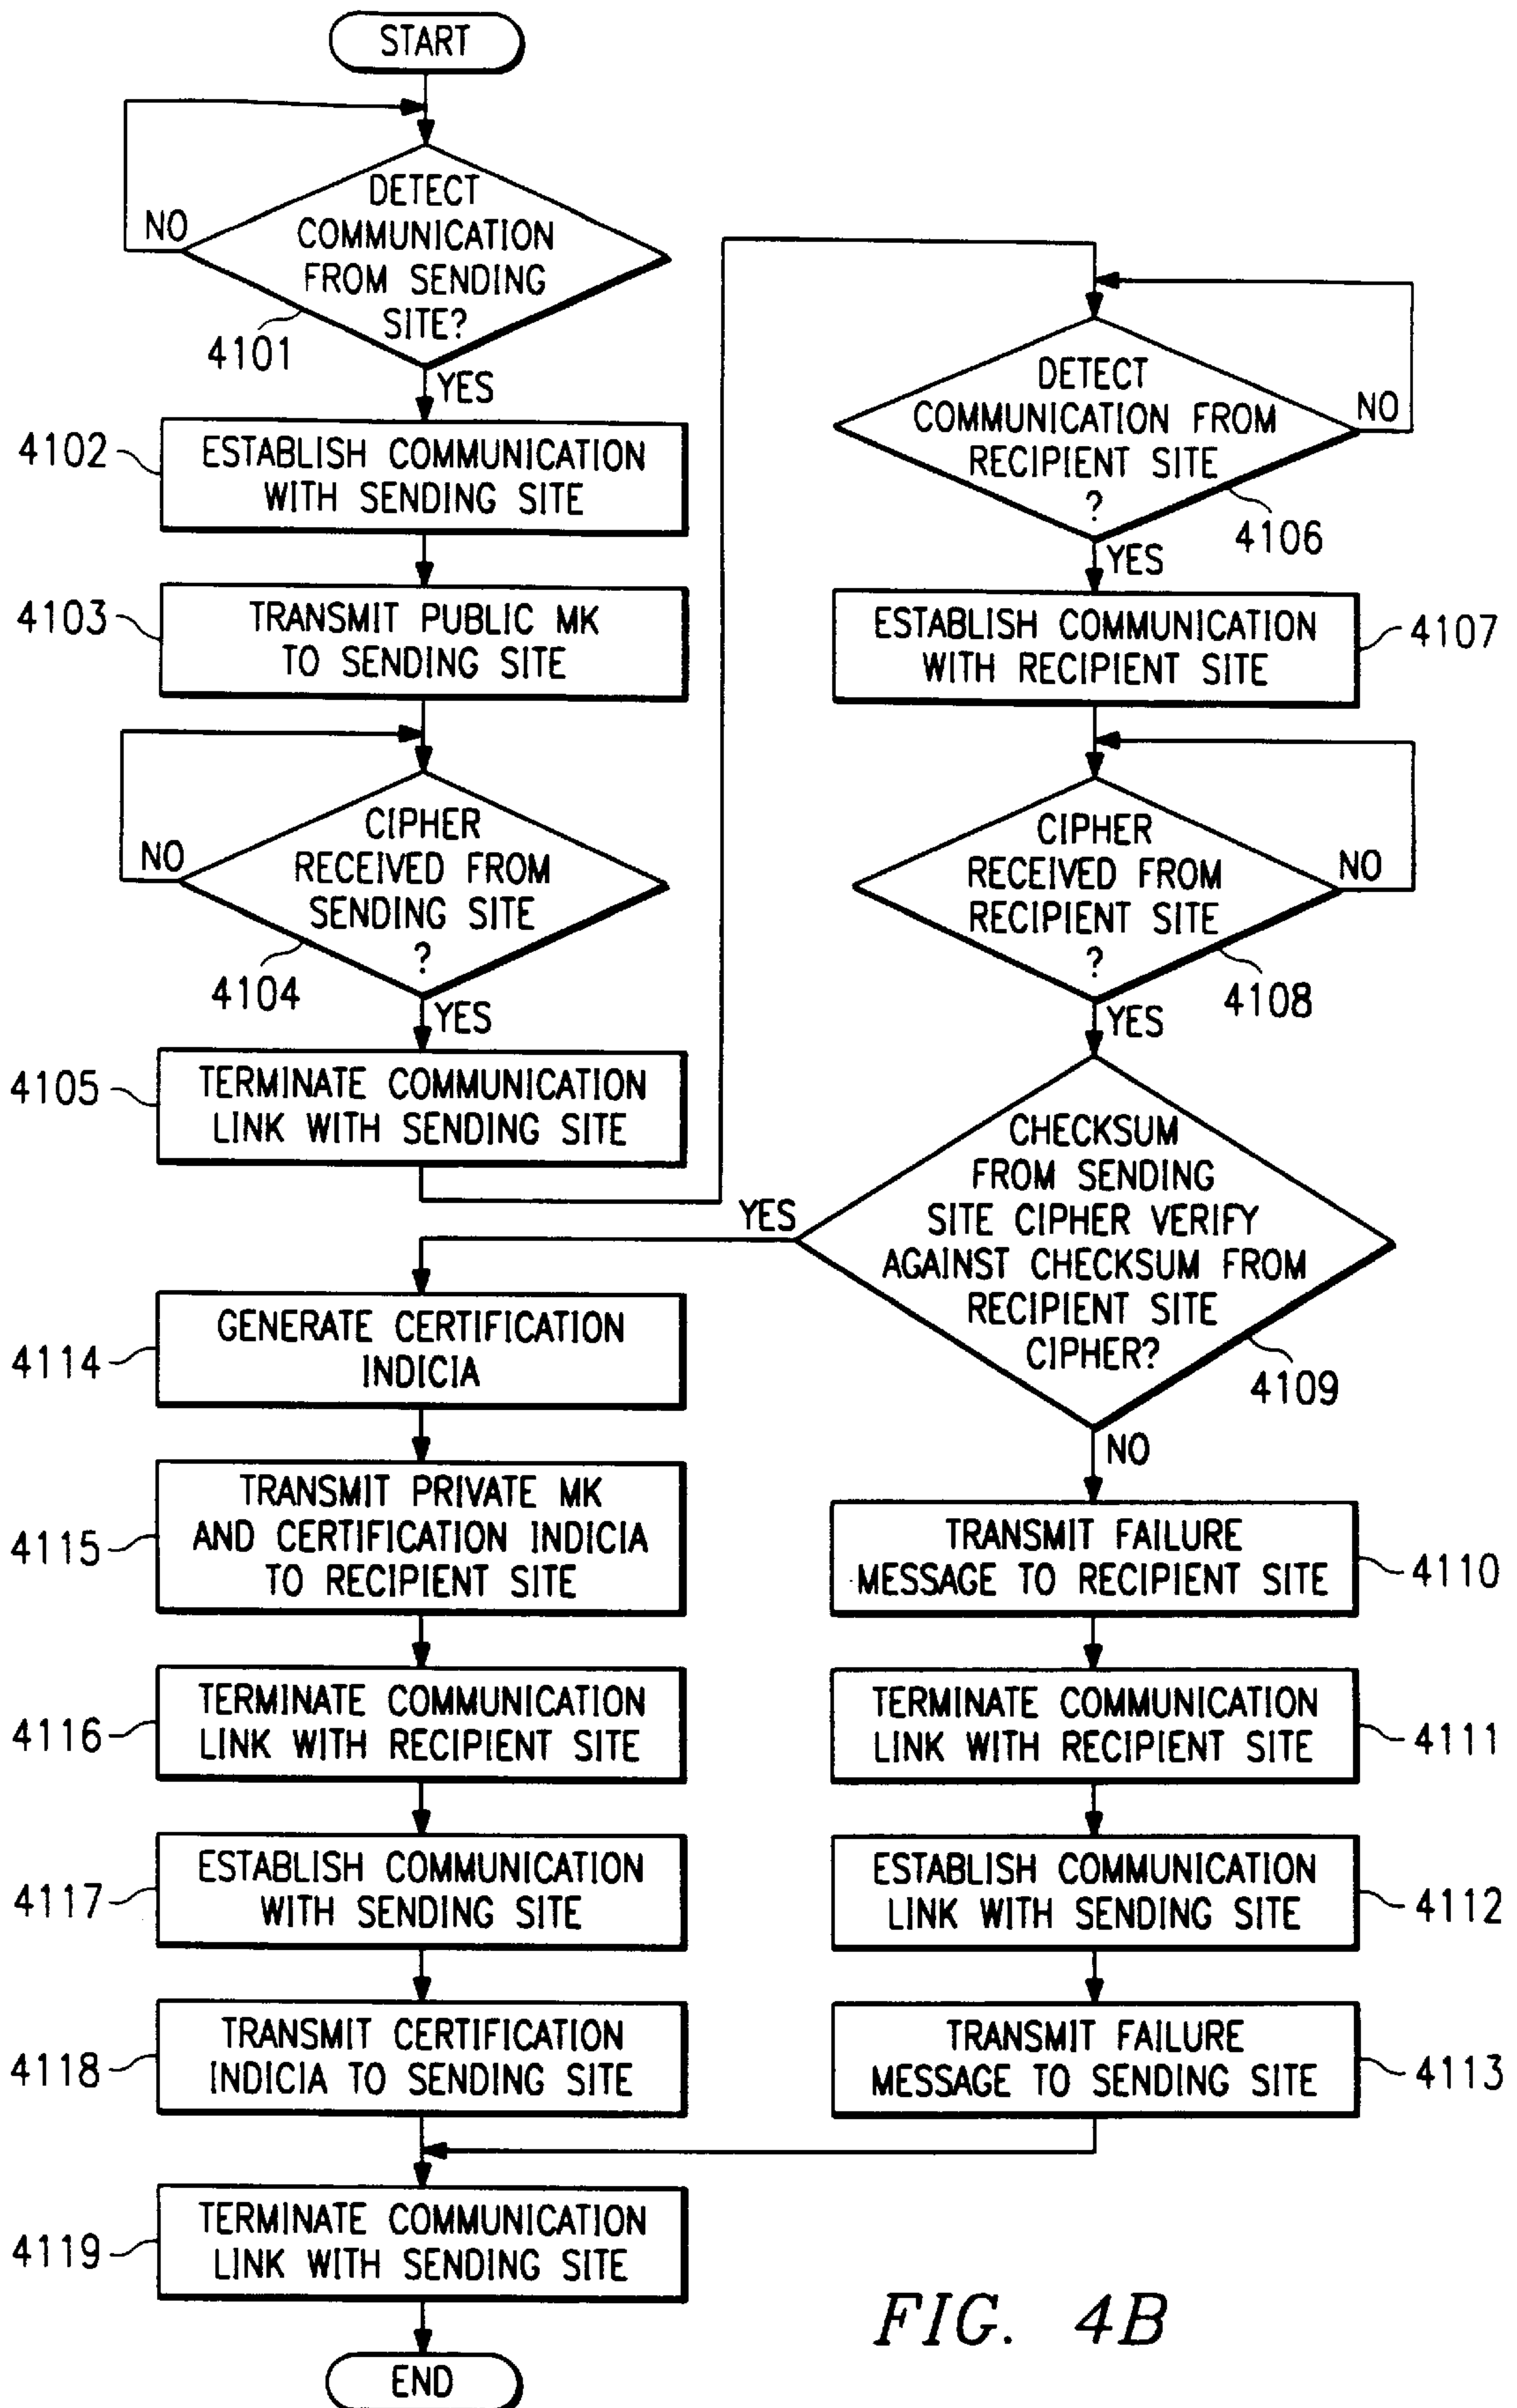 START
DETECT
COMMUNICATION
FROM SENDING
SITE?
NO
4101
YES
4102
ESTABLISH COMMUNICATION
WITH SENDING SITE
4103
TRANSMIT PUBLIC MK
TO SENDING SITE
CIPHER
RECEIVED FROM
SENDING SITE
?
NO
4104
YES
4105
TERMINATE COMMUNICATION
LINK WITH SENDING SITE
DETECT
COMMUNICATION FROM
RECIPIENT SITE
?
NO
4106
YES
ESTABLISH COMMUNICATION
WITH RECIPIENT SITE
4107
CIPHER
RECEIVED FROM
RECIPIENT SITE
?
NO
4108
YES
CHECKSUM
FROM SENDING
SITE CIPHER VERIFY
AGAINST CHECKSUM FROM
RECIPIENT SITE
CIPHER?
YES
4109
NO
TRANSMIT FAILURE
MESSAGE TO RECIPIENT SITE
4110
TERMINATE COMMUNICATION
LINK WITH RECIPIENT SITE
4111
ESTABLISH COMMUNICATION
LINK WITH SENDING SITE
4112
TRANSMIT FAILURE
MESSAGE TO SENDING SITE
4113
4114
GENERATE CERTIFICATION
INDICIA
4115
TRANSMIT PRIVATE MK
AND CERTIFICATION INDICIA
TO RECIPIENT SITE
4116
TERMINATE COMMUNICATION
LINK WITH RECIPIENT SITE
4117
ESTABLISH COMMUNICATION
WITH SENDING SITE
4118
TRANSMIT CERTIFICATION
INDICIA TO SENDING SITE
4119
TERMINATE COMMUNICATION
LINK WITH SENDING SITE
END
FIG. 4B